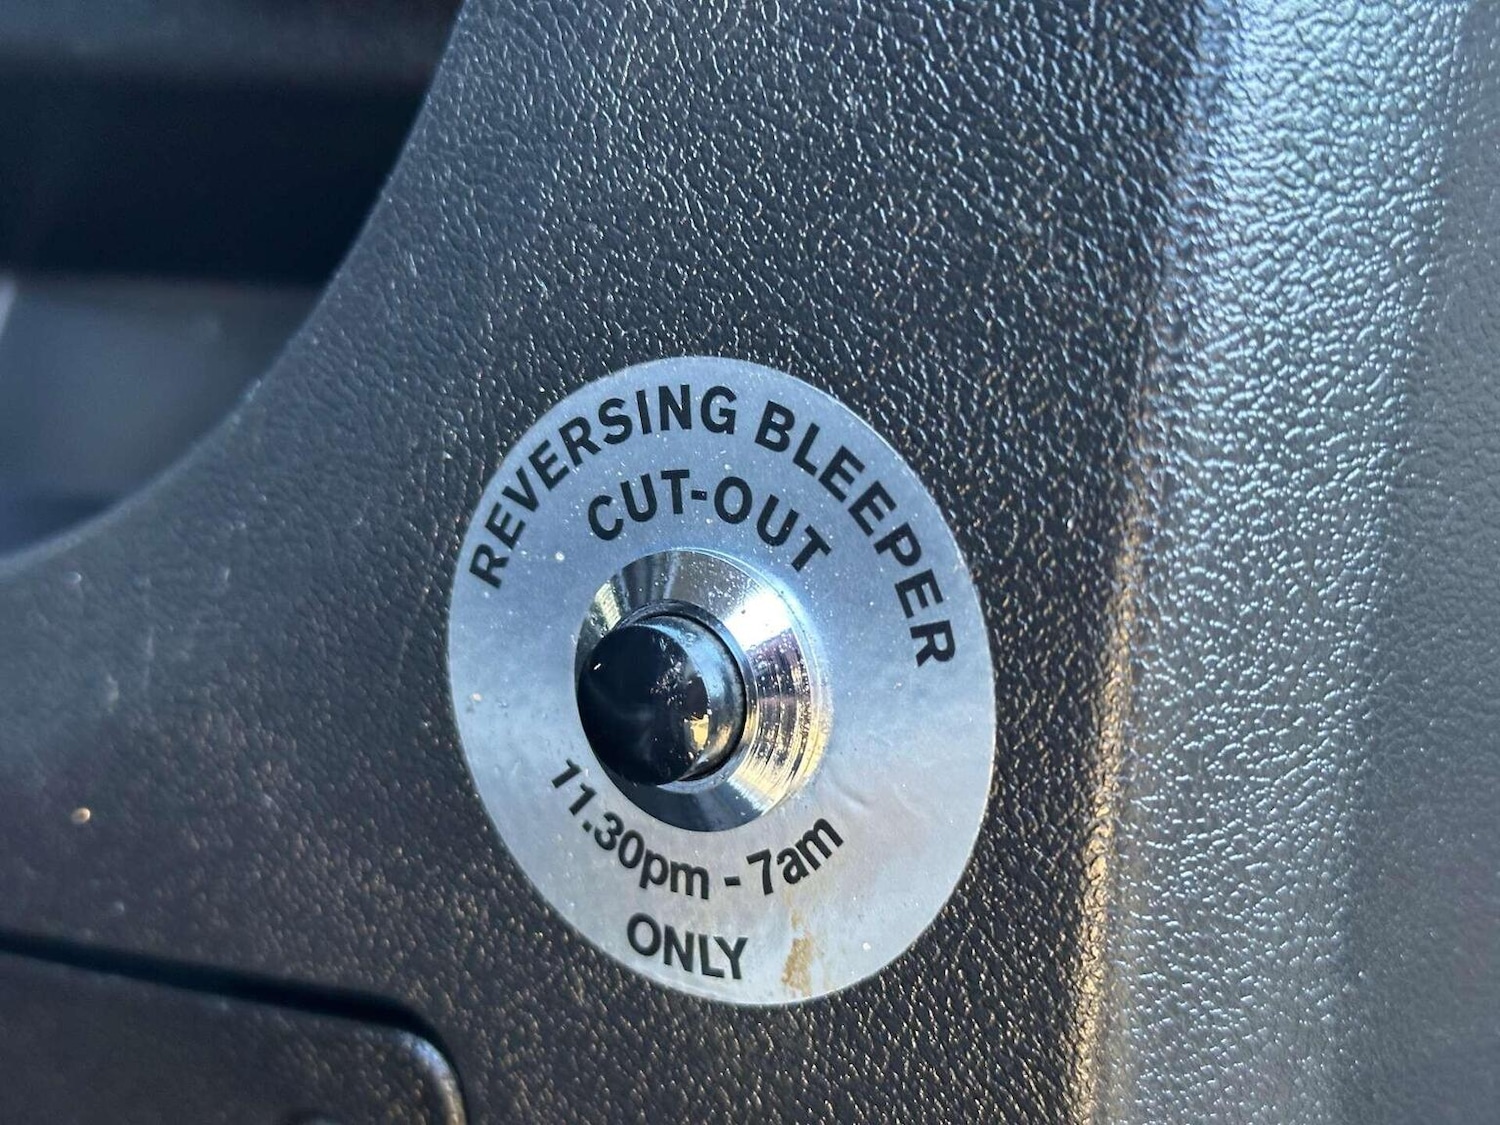 REVERSING BLEEPER
CUT-OUT
11.30pm - 7am
ONLY